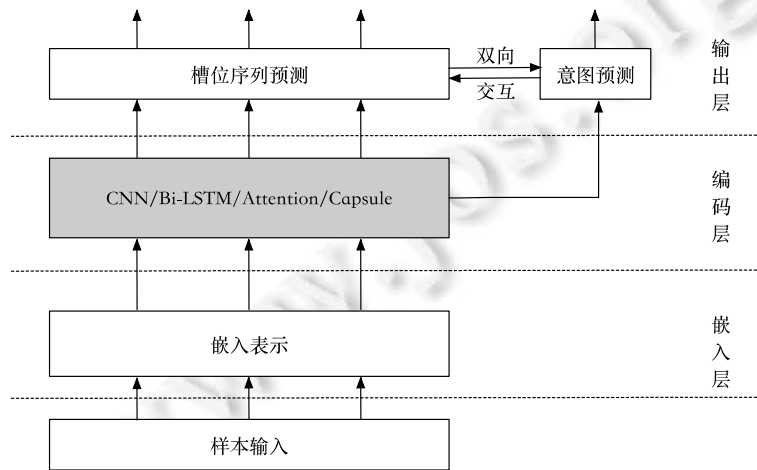 槽位序列预测
双向
交互
意图预测
输出层
CNN/Bi-LSTM/Attention/Capsule
编码层
嵌入表示
嵌入层
样本输入